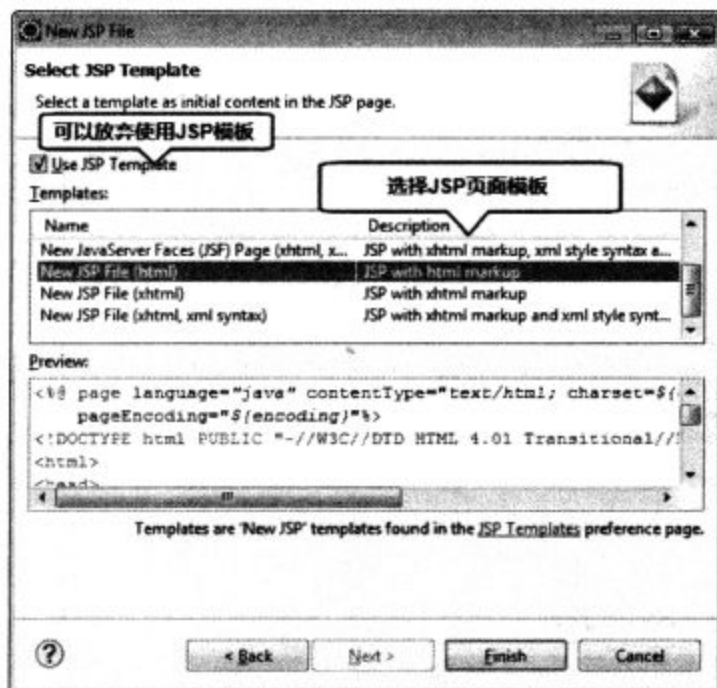 New JSP File
Select JSP Template
Select a template as initial content in the JSP page.
可以放弃使用JSP模板
Use JSP Template
选择JSP页面模板
Templates:
Name Description
New JavaServer Faces (JSF) Page (xhtml, x... JSP with xhtml markup, xml style syntax a...
New JSP File (html) JSP with html markup
New JSP File (xhtml) JSP with xhtml markup
New JSP File (xhtml, xml syntax) JSP with xhtml markup and xml style synt...
Preview:
<%@ page language="java" contentType="text/html; charset=${
pageEncoding="${encoding}"%>
<!DOCTYPE html PUBLIC "-//W3C//DTD HTML 4.01 Transitional//
<html>
<head>
Templates are 'New JSP' templates found in the JSP Templates preference page.
? < Back Next > Finish Cancel